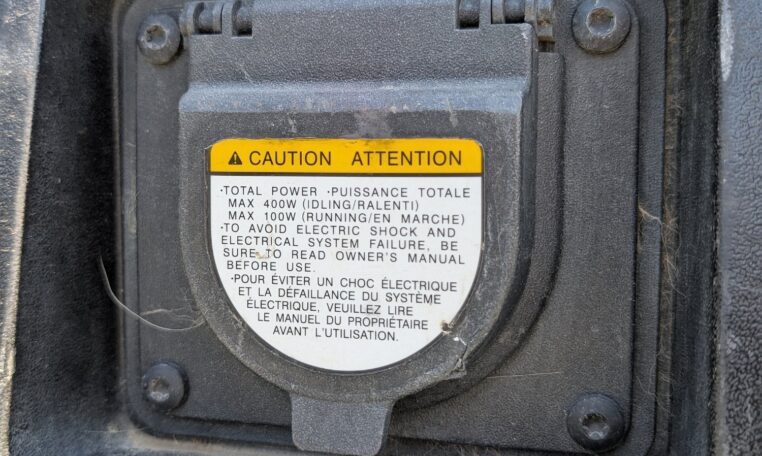 CAUTION ATTENTION
·TOTAL POWER ·PUISSANCE TOTALE
MAX 400W (IDLING/RALENTI)
MAX 100W (RUNNING/EN MARCHE)
·TO AVOID ELECTRIC SHOCK AND
ELECTRICAL SYSTEM FAILURE, BE
SURE TO READ OWNER'S MANUAL
BEFORE USE.
·POUR ÉVITER UN CHOC ÉLECTRIQUE
ET LA DÉFAILLANCE DU SYSTÈME
ÉLECTRIQUE, VEUILLEZ LIRE
LE MANUEL DU PROPRIÉTAIRE
AVANT L'UTILISATION.